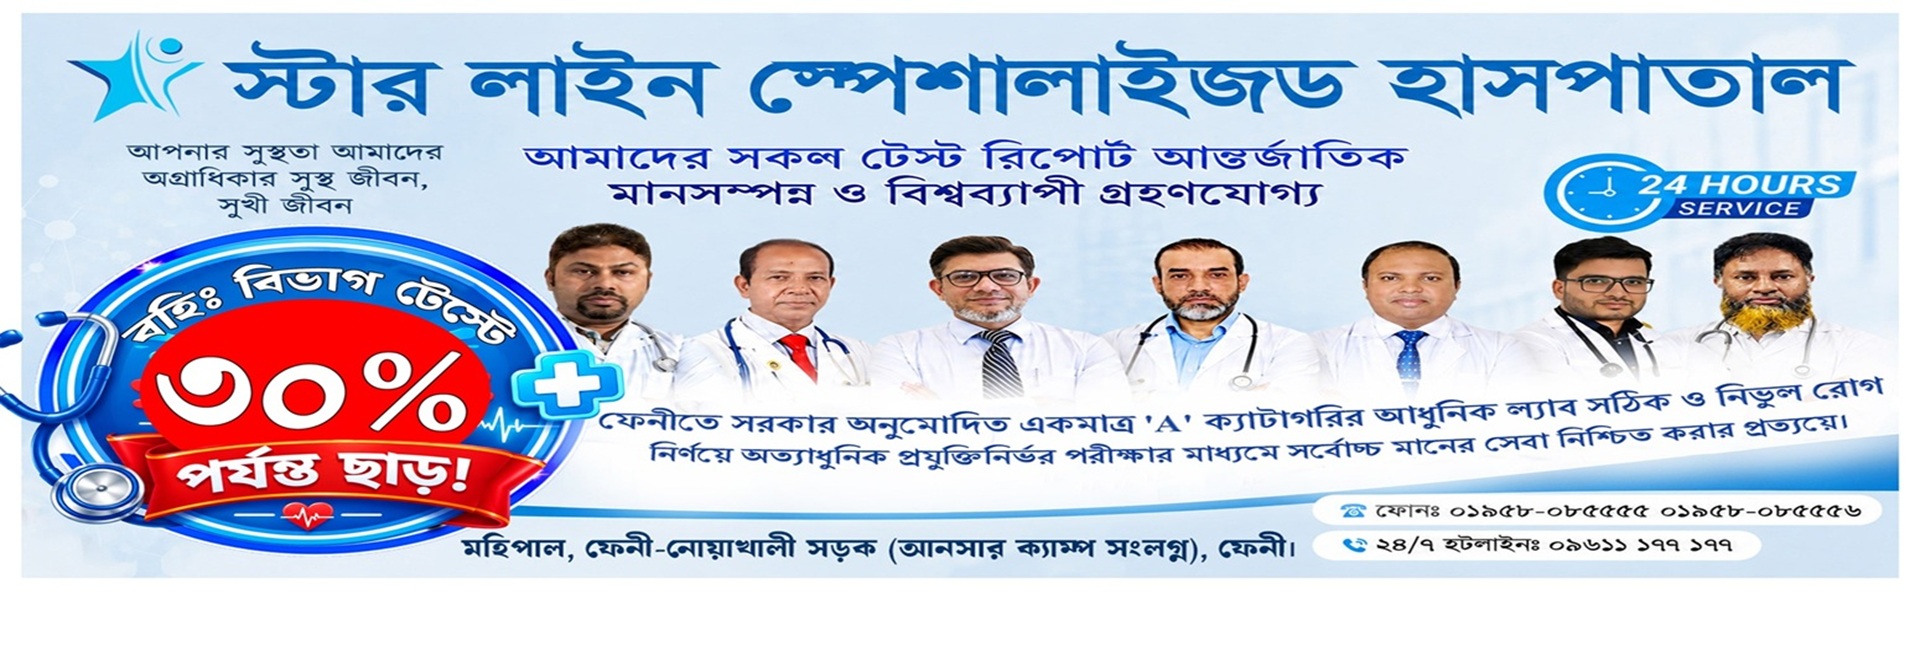 স্টার লাইন স্পেশালাইজড হাসপাতাল
আপনার সুস্থতা আমাদের
অগ্রাধিকার সুস্থ জীবন,
সুখী জীবন
আমাদের সকল টেস্ট রিপোর্ট আন্তর্জাতিক
মানসম্পন্ন ও বিশ্বব্যাপী গ্রহণযোগ্য
24 HOURS
SERVICE
বহিঃ বিভাগ টেস্টে
৩০%
পর্যন্ত ছাড়!
ফেনীতে সরকার অনুমোদিত একমাত্র 'A' ক্যাটাগরির আধুনিক ল্যাব সঠিক ও নিভুল রোগ
নির্ণয়ে অত্যাধুনিক প্রযুক্তিনির্ভর পরীক্ষার মাধ্যমে সর্বোচ্চ মানের সেবা নিশ্চিত করার প্রত্যয়ে।
ফোনঃ ০১৯৫৮-০৮৫৫৫৫ ০১৯৫৮-০৮৫৫৫৬
মহিপাল, ফেনী-নোয়াখালী সড়ক (আনসার ক্যাম্প সংলগ্ন), ফেনী।
২৪/৭ হটলাইনঃ ০৯৬১১ ১৭৭ ১৭৭